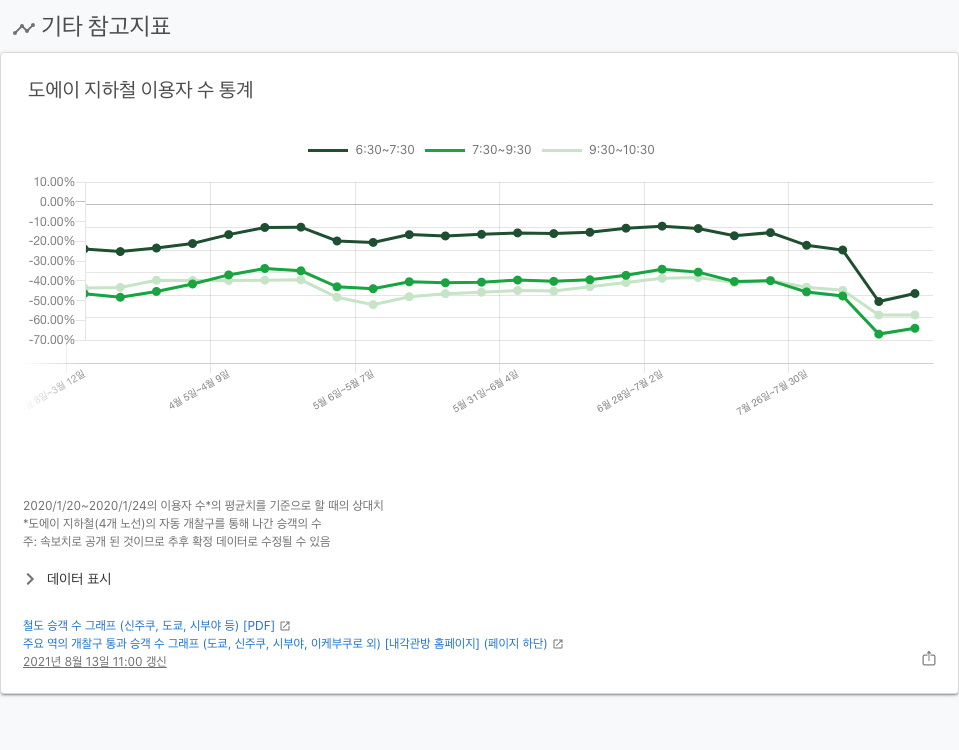 기타 참고지표
도에이 지하철 이용자 수 통계
6:30~7:30 7:30~9:30 9:30~10:30
10.00%
0.00%
-10.00%
-20.00%
-30.00%
-40.00%
-50.00%
-60.00%
-70.00%
8일~3월 12일 4월 5일~4월 9일 5월 6일~5월 7일 5월 31일~6월 4일 6월 28일~7월 2일 7월 26일~7월 30일
2020/1/20~2020/1/24의 이용자 수*의 평균치를 기준으로 할 때의 상대치
*도에이 지하철(4개 노선)의 자동 개찰구를 통해 나간 승객의 수
주: 속보치로 공개 된 것이므로 추후 확정 데이터로 수정될 수 있음
데이터 표시
철도 승객 수 그래프 (신주쿠, 도쿄, 시부야 등) [PDF]
주요 역의 개찰구 통과 승객 수 그래프 (도쿄, 신주쿠, 시부야, 이케부쿠로 외) [내각관방 홈페이지] (페이지 하단)
2021년 8월 13일 11:00 갱신